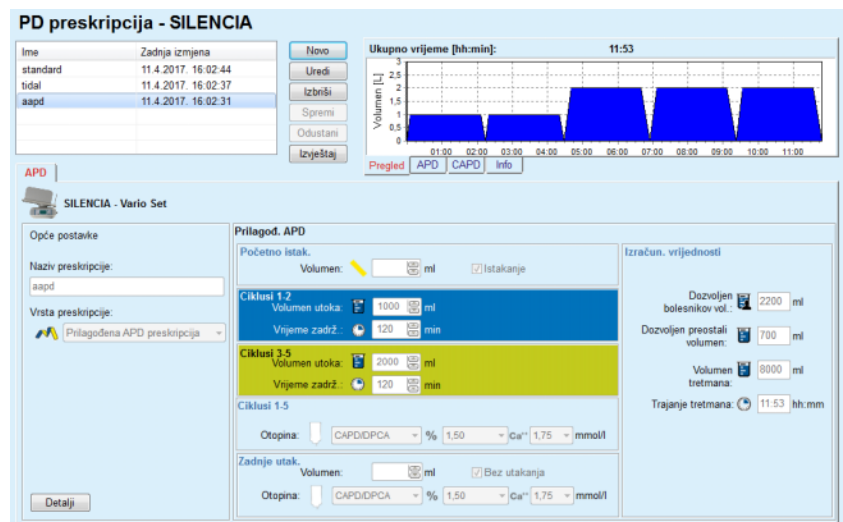 PD preskripcija - SILENCIA
Ime Zadnja izmjena
standard 11.4.2017. 16:02:44
tidal 11.4.2017. 16:02:37
aapd 11.4.2017. 16:02:31
Novo
Uredi
Izbriši
Spremi
Odustani
Izvještaj
Ukupno vrijeme [hh:min]: 11:53
Volumen [L]
3
2,5
2
1,5
1
0,5
0
01:00 02:00 03:00 04:00 05:00 06:00 07:00 08:00 09:00 10:00 11:00
Pregled APD CAPD Info
APD
SILENCIA - Vario Set
Opće postavke
Naziv preskripcije:
aapd
Vrsta preskripcije:
Prilagođena APD preskripcija
Detalji
Prilagođ. APD
Početno istak.
Volumen: ml Istakanje
Ciklusi 1-2
Volumen utoka: 1000 ml
Vrijeme zadrž.: 120 min
Ciklusi 3-5
Volumen utoka: 2000 ml
Vrijeme zadrž.: 120 min
Ciklusi 1-5
Otopina: CAPD/DPCA % 1,50 Ca++ 1,75 mmol/l
Zadnje utak.
Volumen: ml Bez utakanja
Otopina: CAPD/DPCA % 1,50 Ca++ 1,75 mmol/l
Izračun. vrijednosti
Dozvoljen
bolesnikov vol.: 2200 ml
Dozvoljen preostali
volumen: 700 ml
Volumen
tretmana: 8000 ml
Trajanje tretmana: 11:53 hh:mm